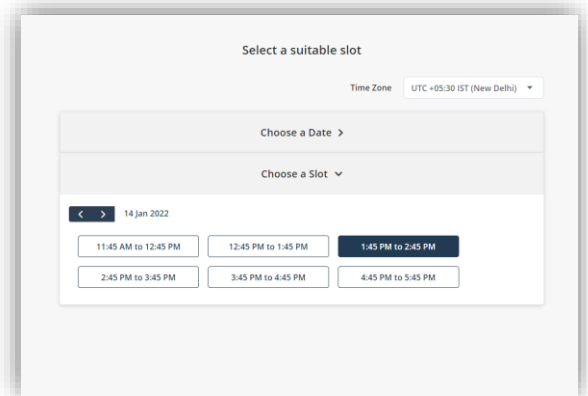 Select a suitable slot
Time Zone UTC +05:30 IST (New Delhi)
Choose a Date
Choose a Slot
14 Jan 2022
11:45 AM to 12:45 PM 12:45 PM to 1:45 PM 1:45 PM to 2:45 PM
2:45 PM to 3:45 PM 3:45 PM to 4:45 PM 4:45 PM to 5:45 PM